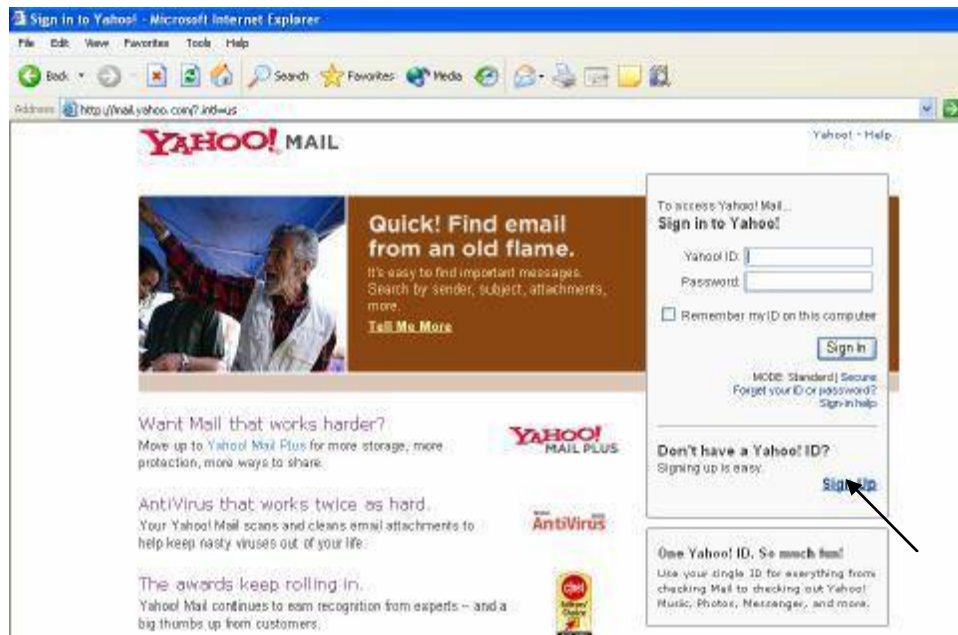 Sign in to Yahoo! - Microsoft Internet Explorer
File Edit View Favorites Tools Help
Back Search Favorites Media
Address http://mail.yahoo.com/?.intl=us
YAHOO! MAIL
Yahoo! - Help
Quick! Find email
from an old flame.
It's easy to find important messages.
Search by sender, subject, attachments,
more.
Tell Me More
To access Yahoo! Mail...
Sign in to Yahoo!
Yahoo! ID:
Password:
Remember my ID on this computer
Sign In
MODE: Standard | Secure
Forget your ID or password?
Sign-in help
Don't have a Yahoo! ID?
Signing up is easy.
Sign Up
One Yahoo! ID. So much fun!
Use your single ID for everything from
checking Mail to checking out Yahoo!
Music, Photos, Messenger, and more.
Want Mail that works harder?
Move up to Yahoo! Mail Plus for more storage, more
protection, more ways to share.
YAHOO!
MAIL PLUS
AntiVirus that works twice as hard.
Your Yahoo! Mail scans and cleans email attachments to
help keep nasty viruses out of your life.
AntiVirus
The awards keep rolling in.
Yahoo! Mail continues to earn recognition from experts – and a
big thumbs up from customers.
cnet
Editors'
Choice